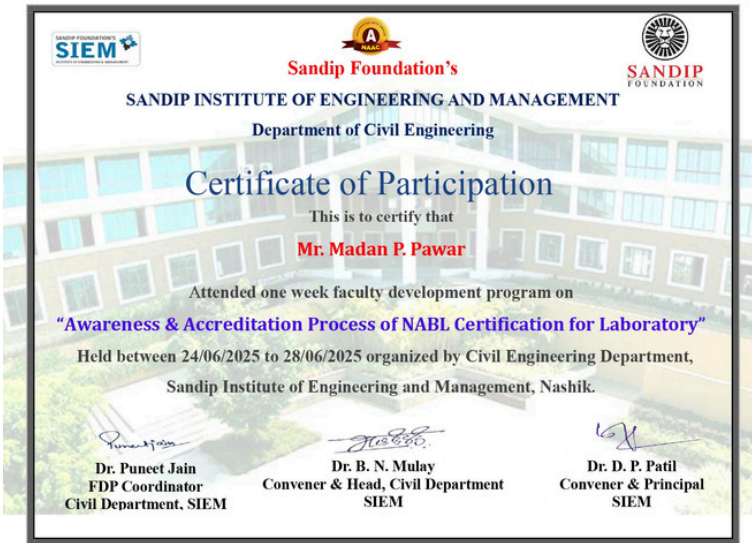 SANDIP FOUNDATION'S
SIEM
INSTITUTE OF ENGINEERING & MANAGEMENT
A
NAAC
SANDIP
FOUNDATION
Sandip Foundation's
SANDIP INSTITUTE OF ENGINEERING AND MANAGEMENT
Department of Civil Engineering
Certificate of Participation
This is to certify that
Mr. Madan P. Pawar
Attended one week faculty development program on
“Awareness & Accreditation Process of NABL Certification for Laboratory”
Held between 24/06/2025 to 28/06/2025 organized by Civil Engineering Department,
Sandip Institute of Engineering and Management, Nashik.
Puneetjain
Dr. Puneet Jain
FDP Coordinator
Civil Department, SIEM
Dr. B. N. Mulay
Convener & Head, Civil Department
SIEM
Dr. D. P. Patil
Convener & Principal
SIEM